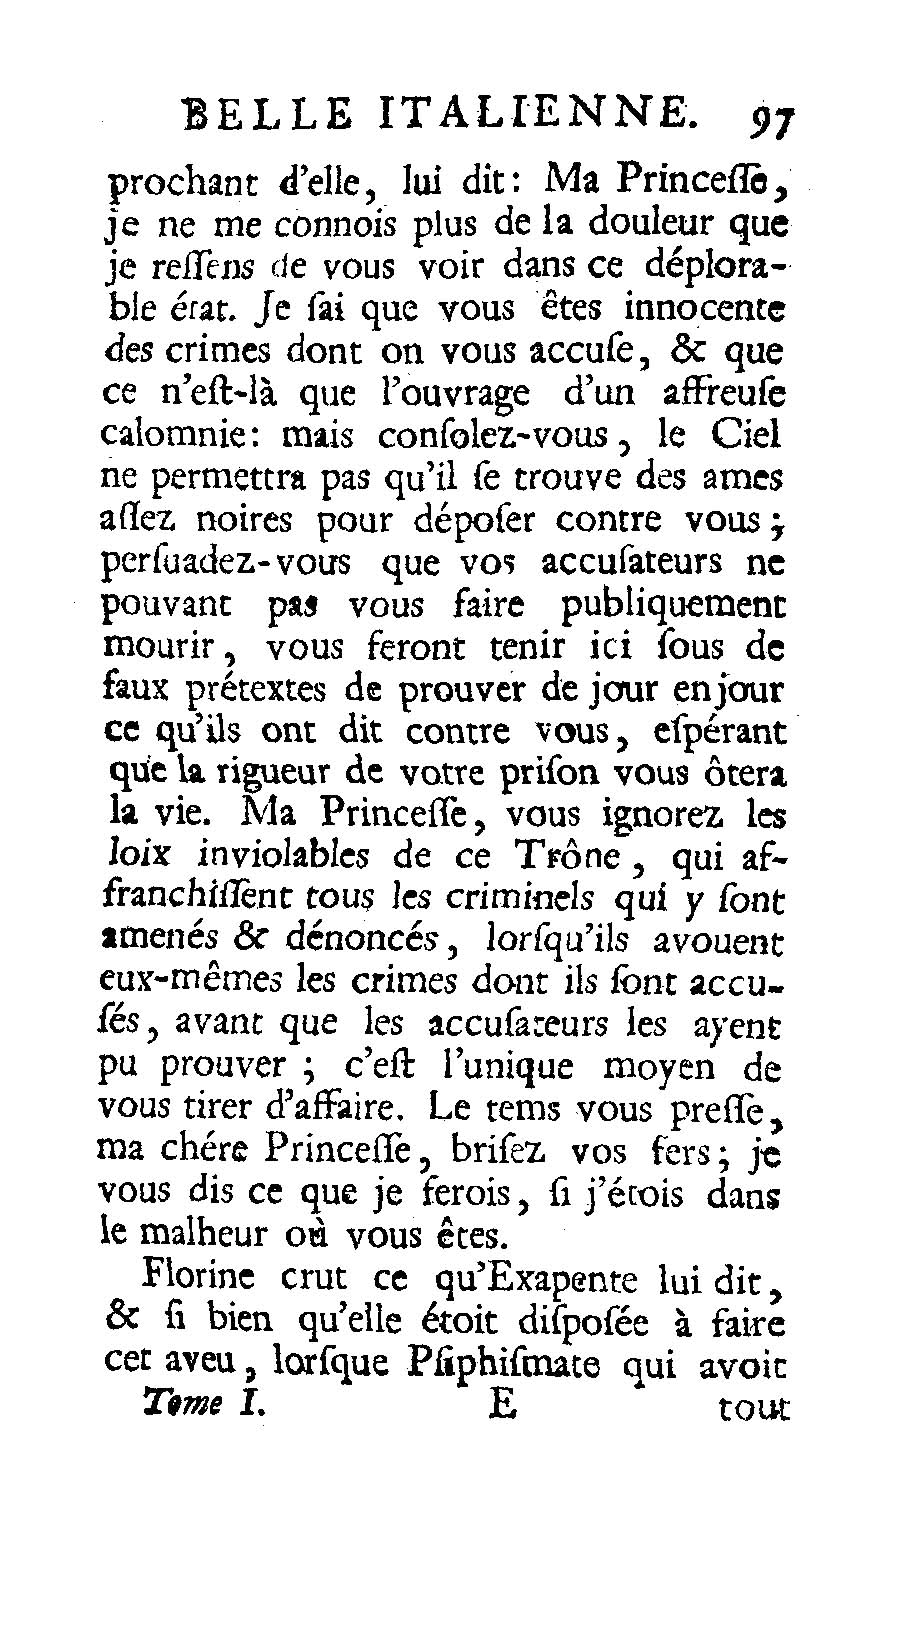 BELLE ITALIENNE. 97
prochant d'elle, lui dit: Ma Princeſſe,
je ne me connois plus de la douleur que
je reſſens de vous voir dans ce déplora-
ble état. Je ſai que vous êtes innocente
des crimes dont on vous accuſe, & que
ce n'eſt-là que l'ouvrage d'un affreuſe
calomnie: mais conſolez-vous, le Ciel
ne permettra pas qu'il ſe trouve des ames
aſſez noires pour dépoſer contre vous;
perſuadez-vous que vos accuſateurs ne
pouvant pas vous faire publiquement
mourir, vous feront tenir ici ſous de
faux prétextes de prouver de jour en jour
ce qu'ils ont dit contre vous, eſpérant
que la rigueur de votre priſon vous ôtera
la vie. Ma Princeſſe, vous ignorez les
loix inviolables de ce Trône, qui af-
franchiſſent tous les criminels qui y ſont
amenés & dénoncés, lorſqu'ils avouent
eux-mêmes les crimes dont ils ſont accu-
ſés, avant que les accuſateurs les ayent
pu prouver; c'eſt l'unique moyen de
vous tirer d'affaire. Le tems vous preſſe,
ma chére Princeſſe, briſez vos fers; je
vous dis ce que je ferois, ſi j'étois dans
le malheur où vous êtes.
Florine crut ce qu'Exapente lui dit,
& ſi bien qu'elle étoit diſpoſée à faire
cet aveu, lorſque Pſiphiſmate qui avoit
Tome I. E tout